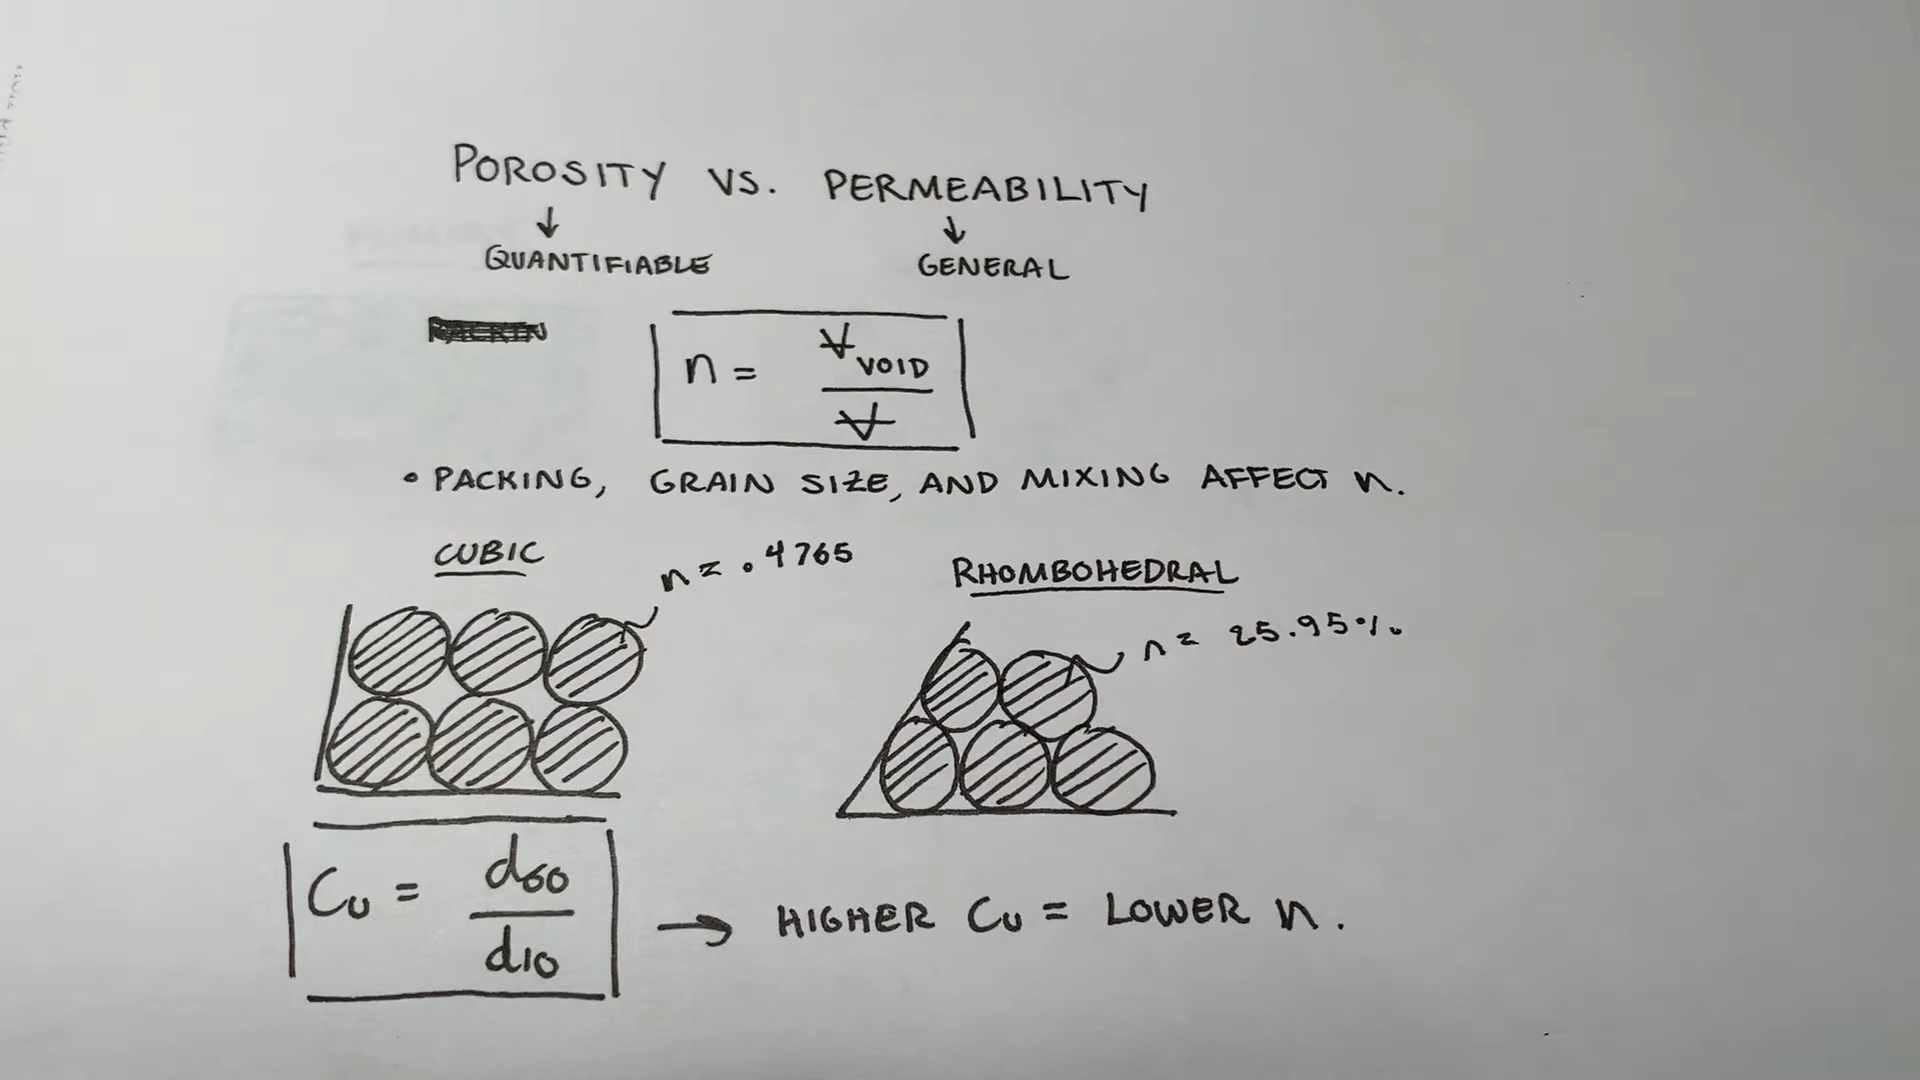 POROSITY VS. PERMEABILITY
↓ ↓
QUANTIFIABLE GENERAL
n = V̶ VOID / V̶
• PACKING, GRAIN SIZE, AND MIXING AFFECT n.
CUBIC
n = .4765
RHOMBOHEDRAL
n = 25.95%
Cu = d60 / d10 → HIGHER Cu = LOWER n.